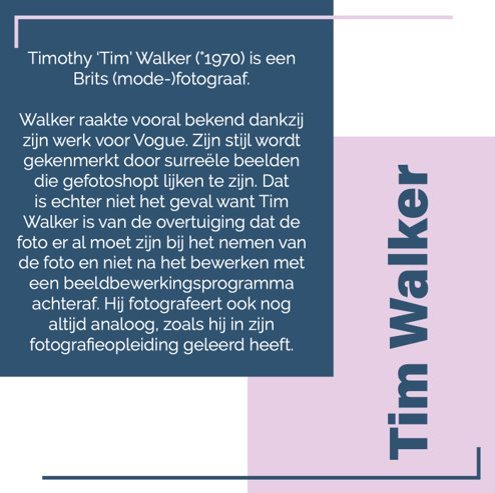 Timothy ‘Tim’ Walker (°1970) is een
Brits (mode-)fotograaf.
Walker raakte vooral bekend dankzij
zijn werk voor Vogue. Zijn stijl wordt
gekenmerkt door surreële beelden
die gefotoshopt lijken te zijn. Dat
is echter niet het geval want Tim
Walker is van de overtuiging dat de
foto er al moet zijn bij het nemen van
de foto en niet na het bewerken met
een beeldbewerkingsprogramma
achteraf. Hij fotografeert ook nog
altijd analoog, zoals hij in zijn
fotografieopleiding geleerd heeft.
Tim Walker